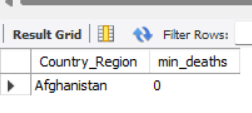 Result Grid Filter Rows:
Country_Region min_deaths
Afghanistan 0